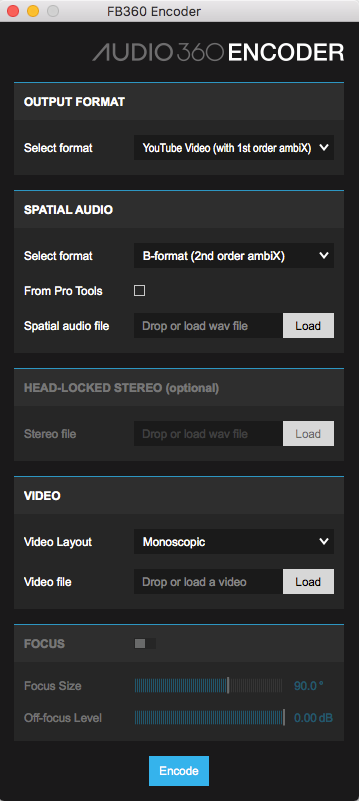 FB360 Encoder
AUDIO360ENCODER
OUTPUT FORMAT
Select format YouTube Video (with 1st order ambiX)
SPATIAL AUDIO
Select format B-format (2nd order ambiX)
From Pro Tools
Spatial audio file Drop or load wav file Load
HEAD-LOCKED STEREO (optional)
Stereo file Drop or load wav file Load
VIDEO
Video Layout Monoscopic
Video file Drop or load a video Load
FOCUS
Focus Size 90.0 °
Off-focus Level 0.00 dB
Encode